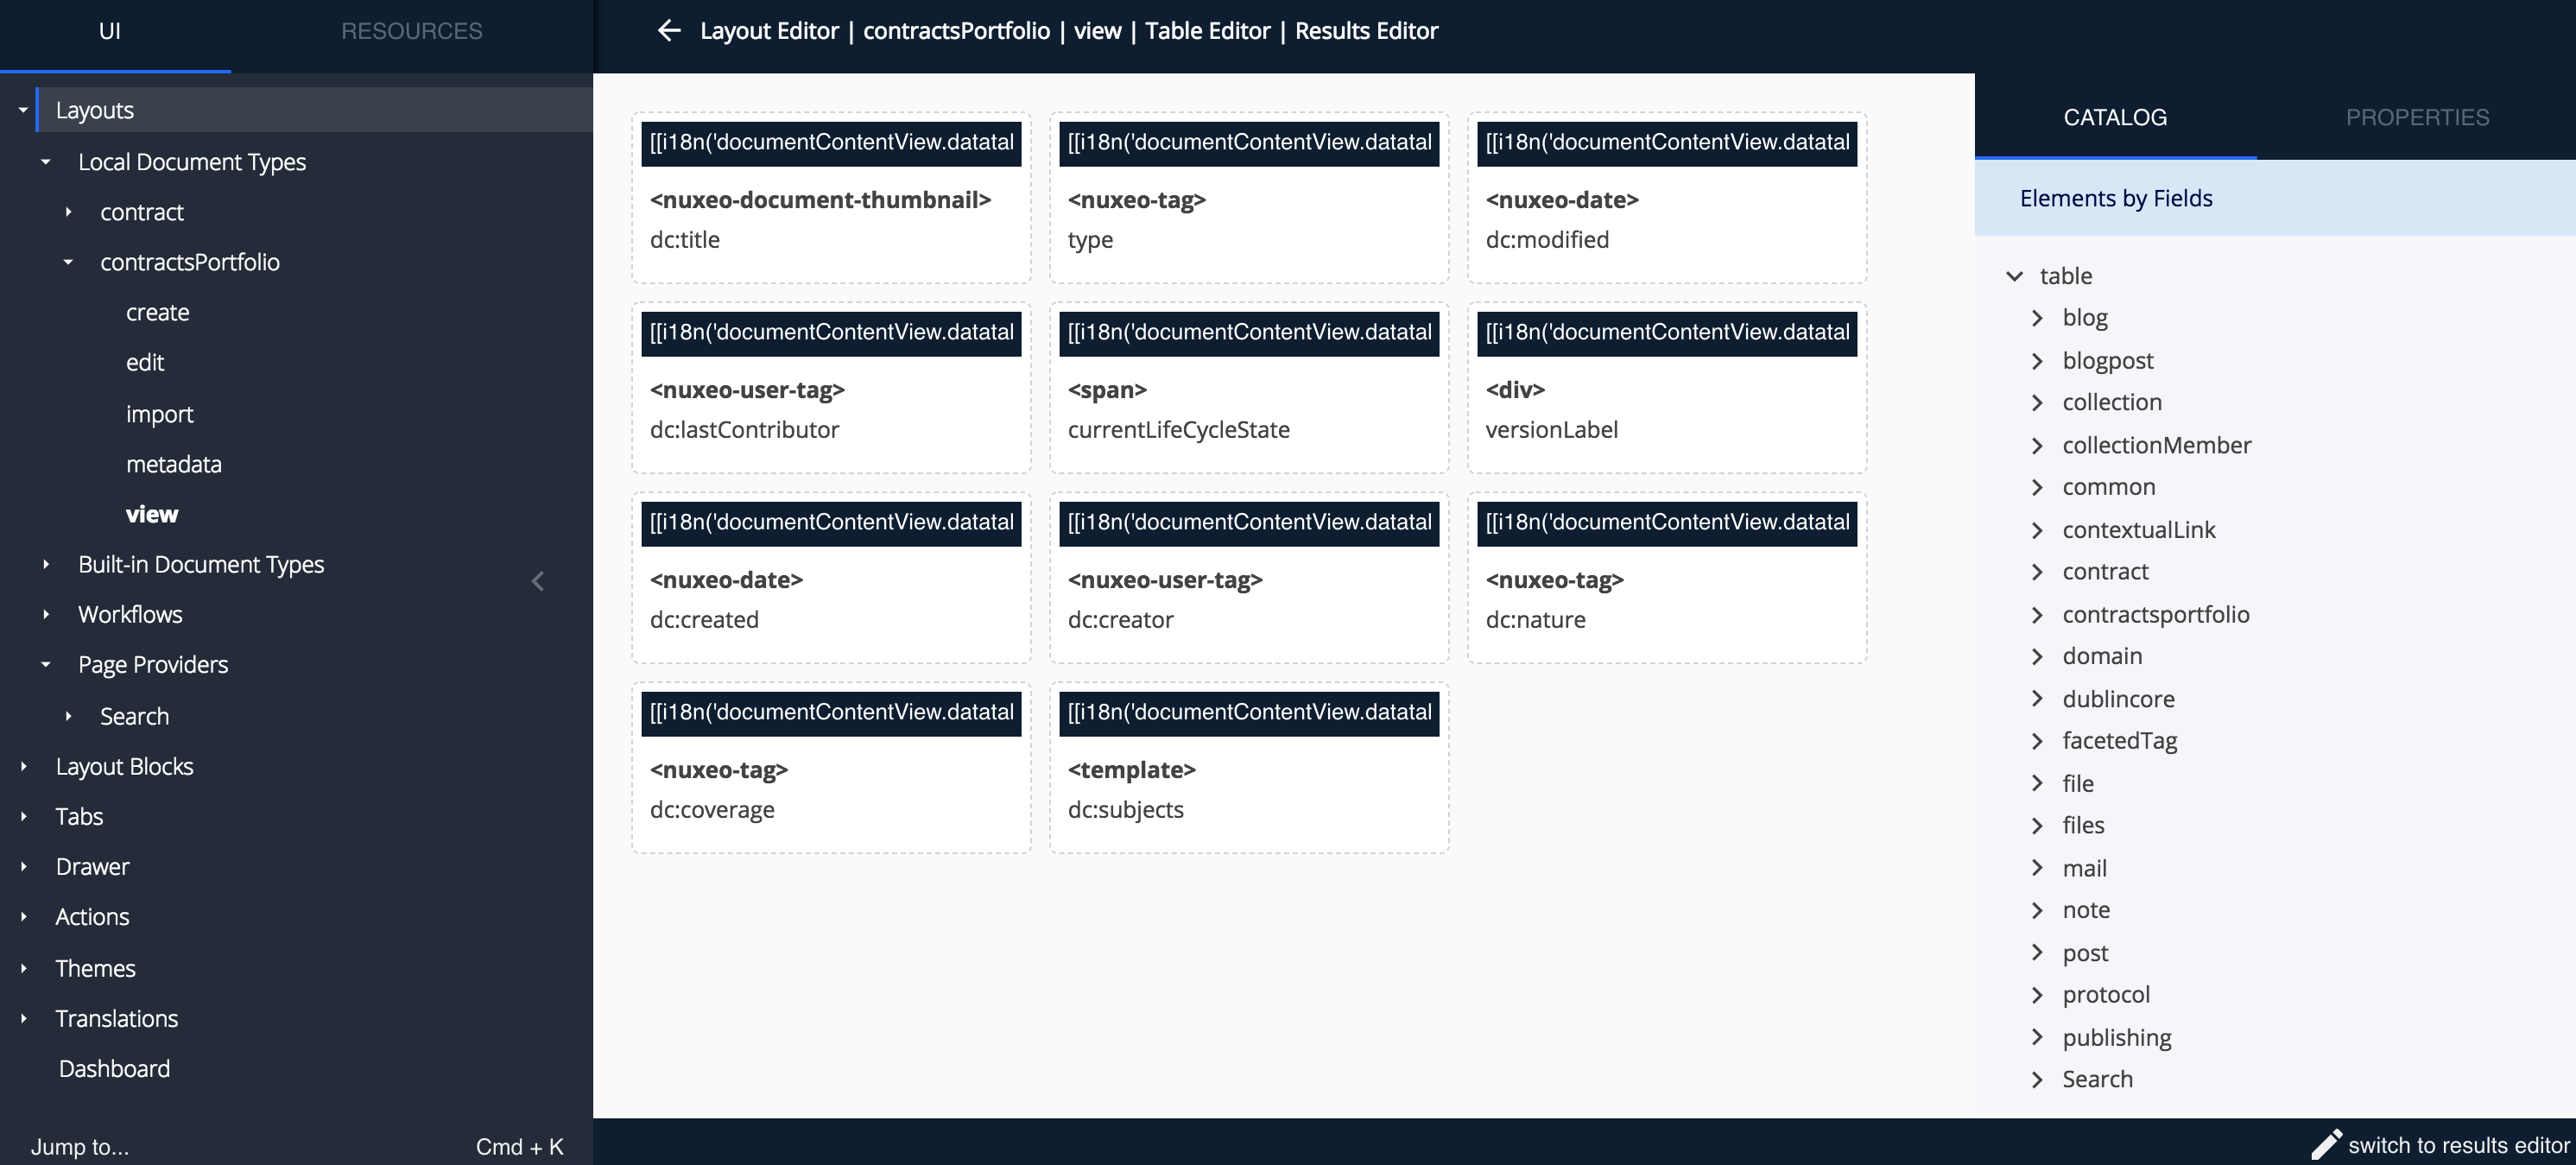 UI
RESOURCES
Layouts
Local Document Types
contract
contractsPortfolio
create
edit
import
metadata
view
Built-in Document Types
Workflows
Page Providers
Search
Layout Blocks
Tabs
Drawer
Actions
Themes
Translations
Dashboard
Jump to...
Cmd + K
Layout Editor | contractsPortfolio | view | Table Editor | Results Editor
[[i18n('documentContentView.datatal
<nuxeo-document-thumbnail>
dc:title
[[i18n('documentContentView.datatal
<nuxeo-tag>
type
[[i18n('documentContentView.datatal
<nuxeo-date>
dc:modified
[[i18n('documentContentView.datatal
<nuxeo-user-tag>
dc:lastContributor
[[i18n('documentContentView.datatal
<span>
currentLifeCycleState
[[i18n('documentContentView.datatal
<div>
versionLabel
[[i18n('documentContentView.datatal
<nuxeo-date>
dc:created
[[i18n('documentContentView.datatal
<nuxeo-user-tag>
dc:creator
[[i18n('documentContentView.datatal
<nuxeo-tag>
dc:nature
[[i18n('documentContentView.datatal
<nuxeo-tag>
dc:coverage
[[i18n('documentContentView.datatal
<template>
dc:subjects
CATALOG
PROPERTIES
Elements by Fields
table
blog
blogpost
collection
collectionMember
common
contextualLink
contract
contractsportfolio
domain
dublincore
facetedTag
file
files
mail
note
post
protocol
publishing
Search
switch to results editor